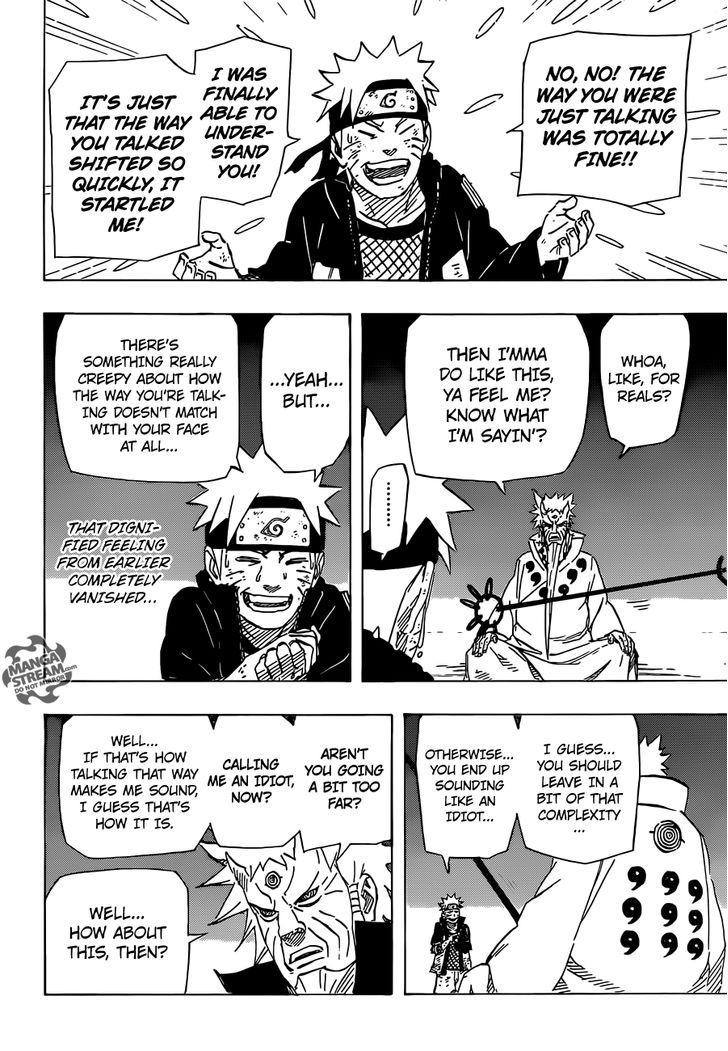 NO, NO! THE
WAY YOU WERE
JUST TALKING
WAS TOTALLY
FINE!!
I WAS
FINALLY
ABLE TO
UNDER-
STAND
YOU!
IT'S JUST
THAT THE WAY
YOU TALKED
SHIFTED SO
QUICKLY, IT
STARTLED
ME!
WHOA,
LIKE, FOR
REALS?
THEN I'MMA
DO LIKE THIS,
YA FEEL ME?
KNOW WHAT
I'M SAYIN'?
.........
...YEAH...
BUT...
THERE'S
SOMETHING REALLY
CREEPY ABOUT HOW
THE WAY YOU'RE TALK-
ING DOESN'T MATCH
WITH YOUR FACE
AT ALL...
THAT DIGNI-
FIED FEELING
FROM EARLIER
COMPLETELY
VANISHED...
MANGA
STREAM.com
DO NOT MIRROR
I GUESS...
YOU SHOULD
LEAVE IN A
BIT OF THAT
COMPLEXITY
...
OTHERWISE...
YOU END UP
SOUNDING
LIKE AN
IDIOT...
AREN'T
YOU GOING
A BIT TOO
FAR?
CALLING
ME AN IDIOT,
NOW?
WELL...
IF THAT'S HOW
TALKING THAT WAY
MAKES ME SOUND,
I GUESS THAT'S
HOW IT IS.
WELL...
HOW ABOUT
THIS, THEN?